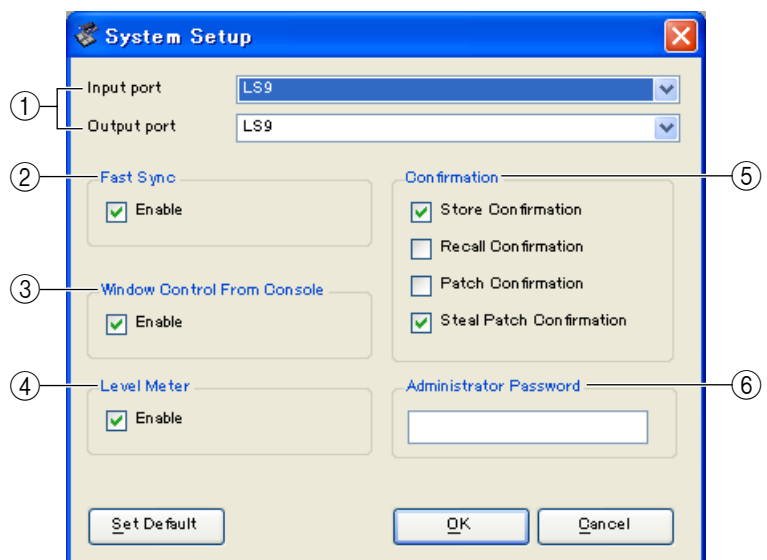 System Setup
① Input port LS9
Output port LS9
② Fast Sync
Enable
③ Window Control From Console
Enable
④ Level Meter
Enable
Confirmation ⑤
Store Confirmation
Recall Confirmation
Patch Confirmation
Steal Patch Confirmation
Administrator Password ⑥
Set Default OK Cancel